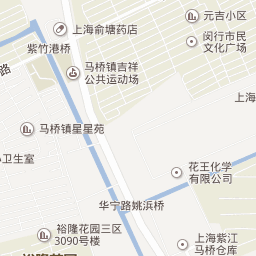 元吉小区
上海俞塘药店
紫竹港桥
闵行市民
文化广场
路
马桥镇吉祥
公共运动场
上海
马桥镇星星苑
卫生室
花王化学
有限公司
华宁路姚浜桥
裕隆花园三区
3090号楼
上海紫江
马桥仓库